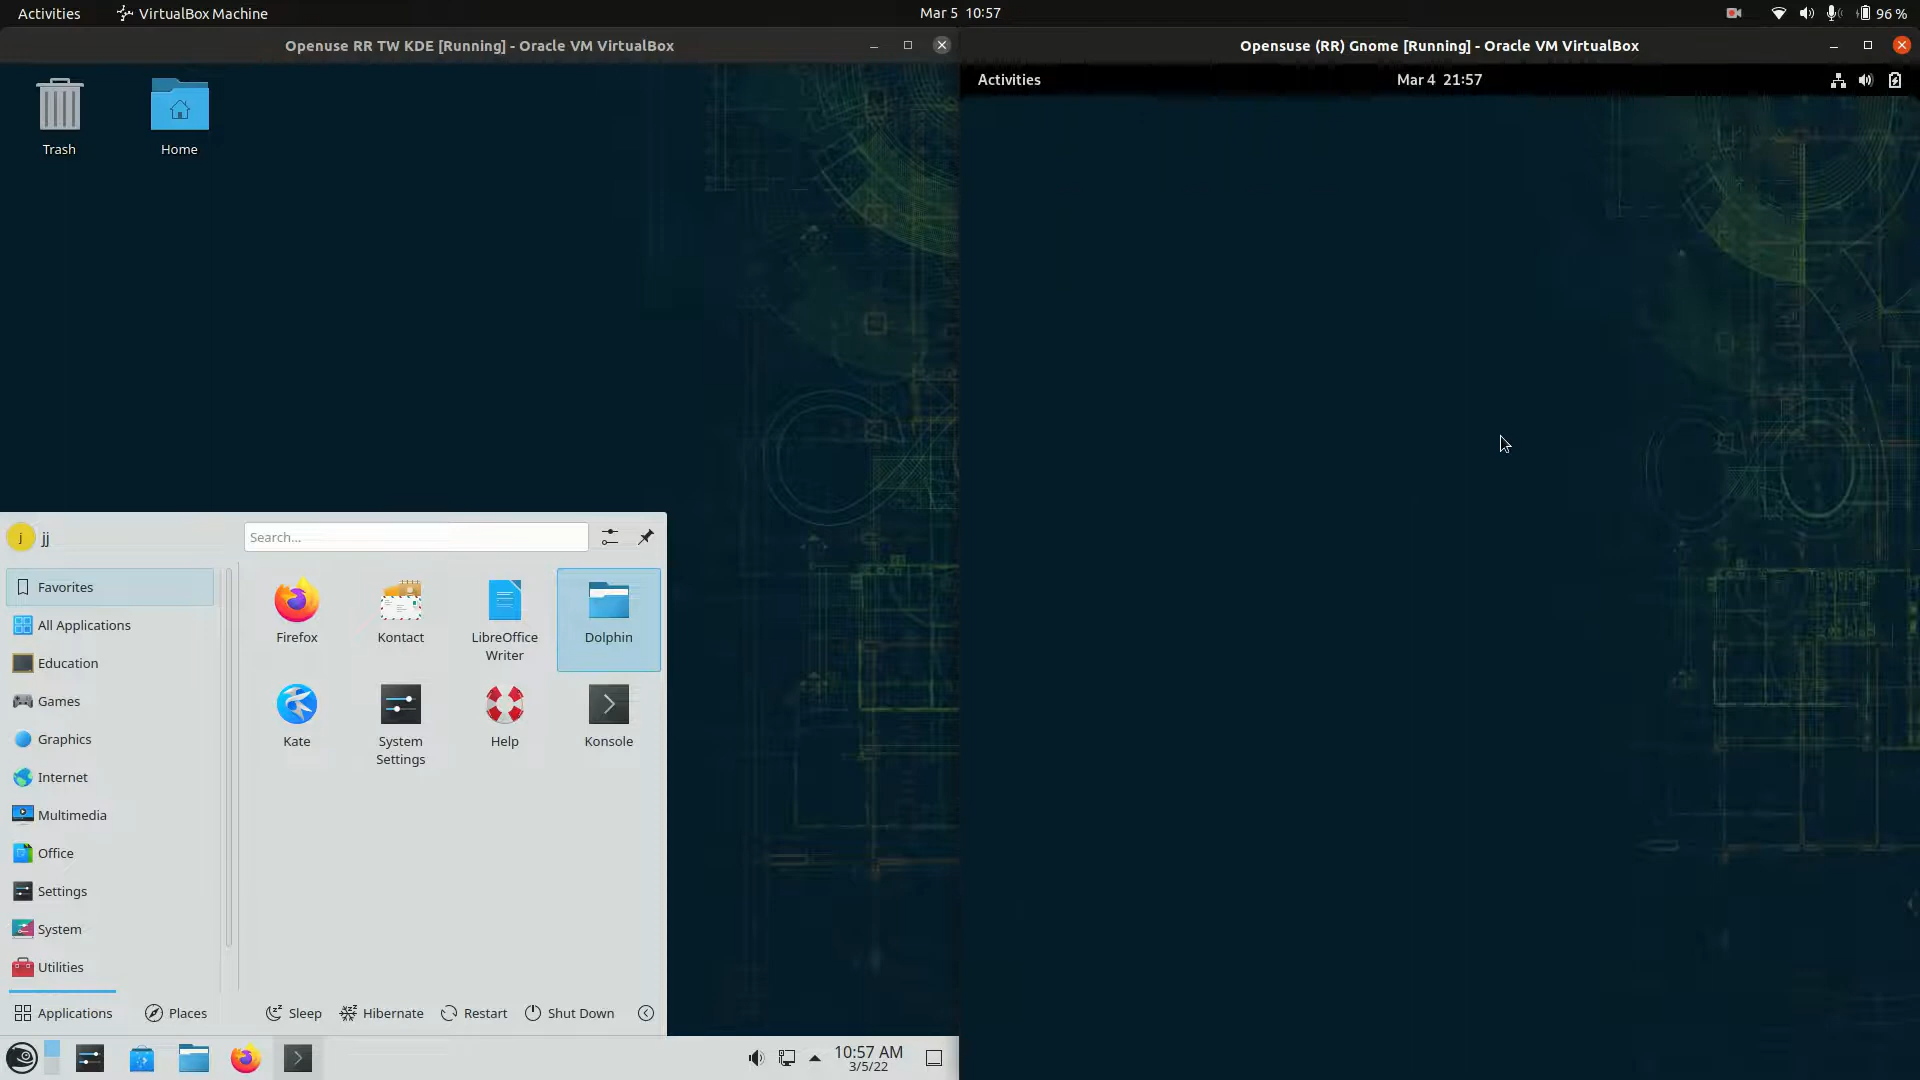 Activities
VirtualBox Machine
Mar 5 10:57
96 %
Openuse RR TW KDE [Running] - Oracle VM VirtualBox
Opensuse (RR) Gnome [Running] - Oracle VM VirtualBox
Activities
Mar 4 21:57
Trash
Home
j
jj
Search...
Favorites
All Applications
Education
Games
Graphics
Internet
Multimedia
Office
Settings
System
Utilities
Firefox
Kontact
LibreOffice
Writer
Dolphin
Kate
System
Settings
Help
Konsole
Applications
Places
Sleep
Hibernate
Restart
Shut Down
10:57 AM
3/5/22